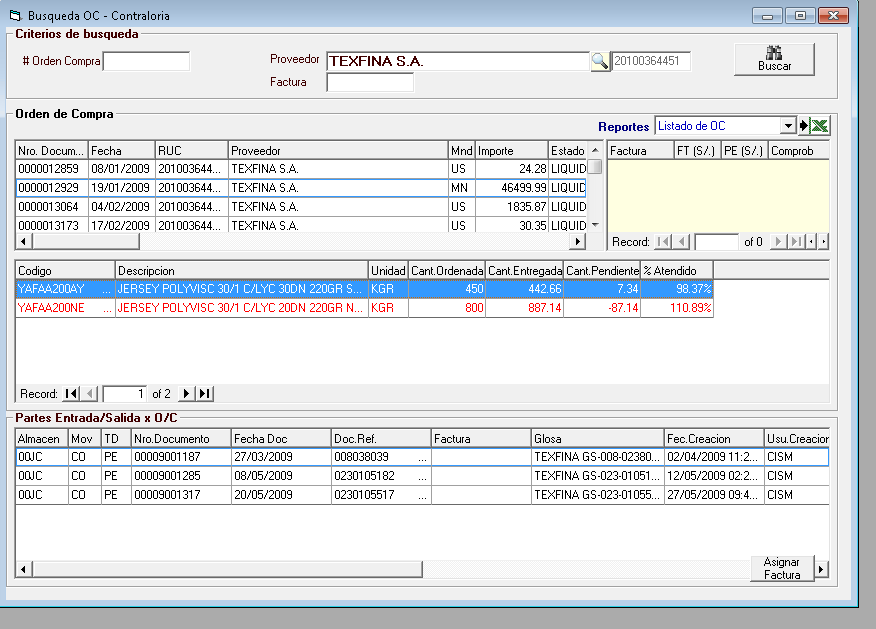 Busqueda OC - Contraloria
Criterios de busqueda
# Orden Compra
Proveedor TEXFINA S.A. 20100364451
Factura
Buscar
Orden de Compra
Reportes Listado de OC
Nro. Docum... Fecha RUC Proveedor Mnd Importe Estado
0000012859 08/01/2009 201003644... TEXFINA S.A. US 24.28 LIQUID
0000012929 19/01/2009 201003644... TEXFINA S.A. MN 46499.99 LIQUID
0000013064 04/02/2009 201003644... TEXFINA S.A. US 1835.87 LIQUID
0000013173 17/02/2009 201003644... TEXFINA S.A. US 30.35 LIQUID
Factura FT (S/.) PE (S/.) Comprob
Record: of 0
Codigo Descripcion Unidad Cant.Ordenada Cant.Entregada Cant.Pendiente % Atendido
YAFAA200AY ... JERSEY POLYVISC 30/1 C/LYC 30DN 220GR S... KGR 450 442.66 7.34 98.37%
YAFAA200NE ... JERSEY POLYVISC 30/1 C/LYC 20DN 220GR N... KGR 800 887.14 -87.14 110.89%
Record: 1 of 2
Partes Entrada/Salida x O/C
Almacen Mov TD Nro.Documento Fecha Doc Doc.Ref. Factura Glosa Fec.Creacion Usu.Creacion
00JC CO PE 00009001187 27/03/2009 008038039 ... TEXFINA GS-008-02380... 02/04/2009 11:2... CISM
00JC CO PE 00009001285 08/05/2009 0230105182 ... TEXFINA GS-023-01051... 12/05/2009 02:2... CISM
00JC CO PE 00009001317 20/05/2009 0230105517 ... TEXFINA GS-023-01055... 27/05/2009 09:4... CISM
Asignar
Factura